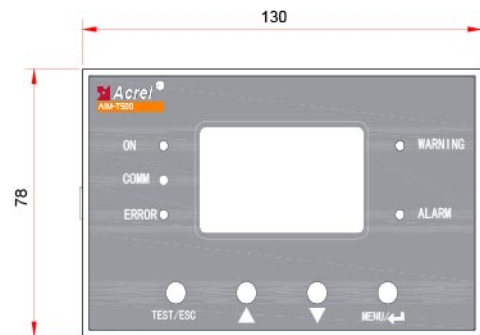 130
78
Acrel®
AIM-T500
ON
WARNING
COMM
ERROR
ALARM
TEST/ESC
▲
▼
MENU/↵